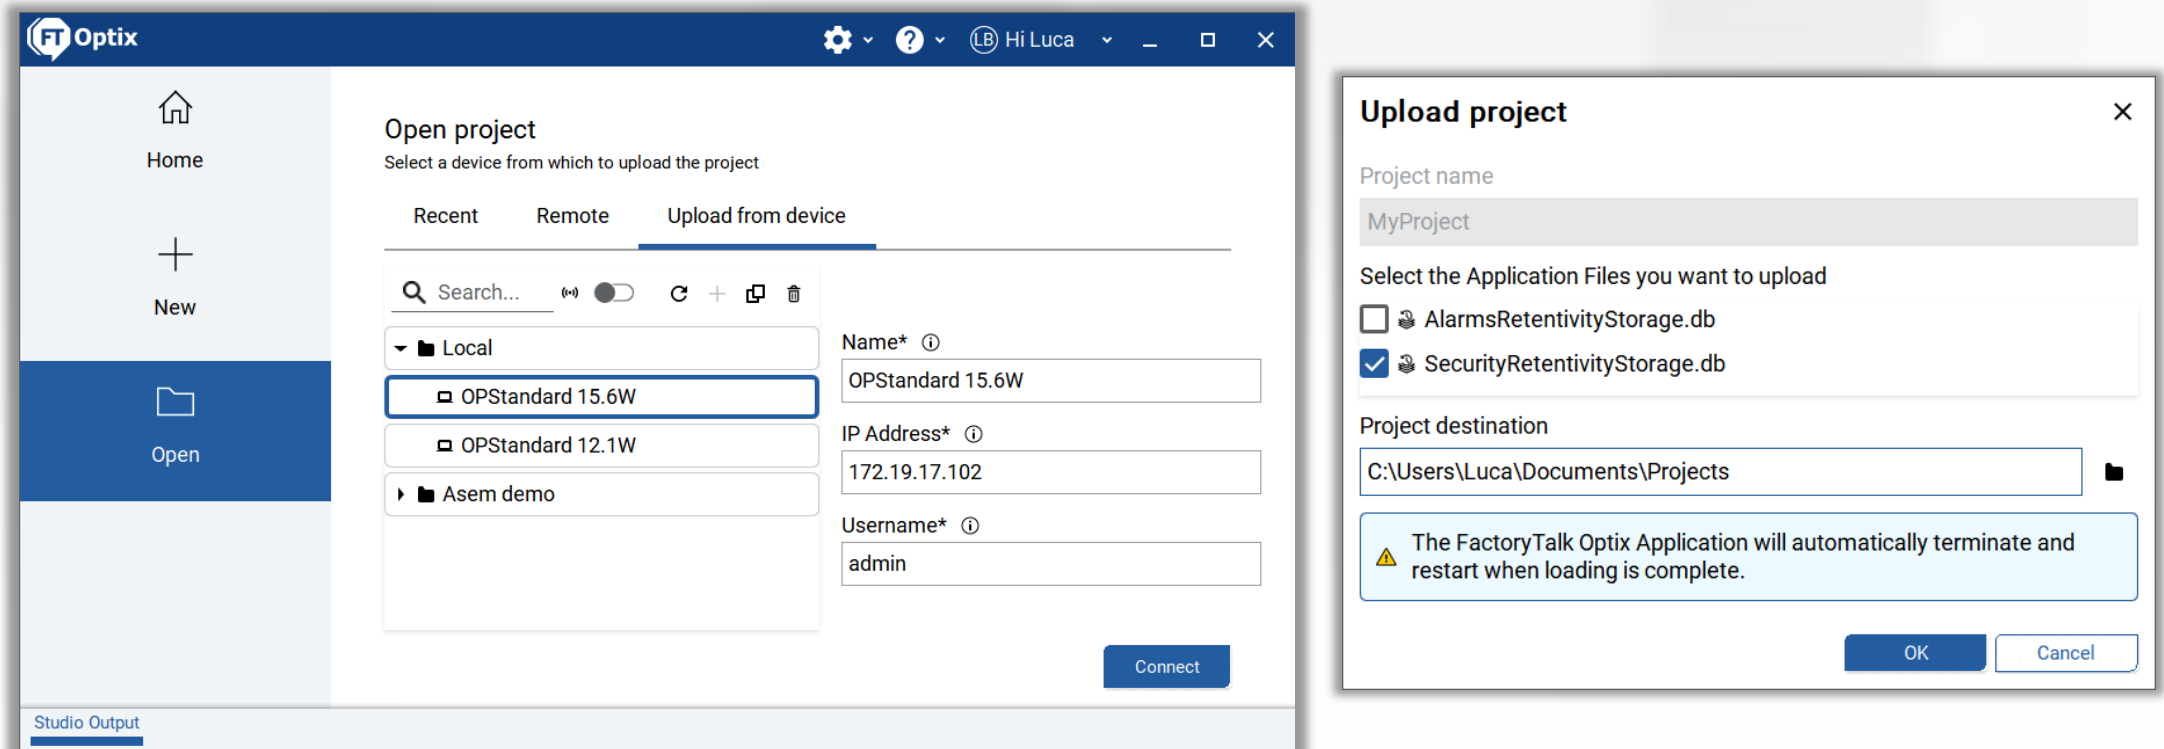 FT Optix
LB Hi Luca
Home
New
Open
Open project
Select a device from which to upload the project
Recent Remote Upload from device
Search...
Local
OPStandard 15.6W
OPStandard 12.1W
Asem demo
Name*
OPStandard 15.6W
IP Address*
172.19.17.102
Username*
admin
Connect
Studio Output
Upload project
Project name
MyProject
Select the Application Files you want to upload
AlarmsRetentivityStorage.db
SecurityRetentivityStorage.db
Project destination
C:\Users\Luca\Documents\Projects
The FactoryTalk Optix Application will automatically terminate and
restart when loading is complete.
OK Cancel